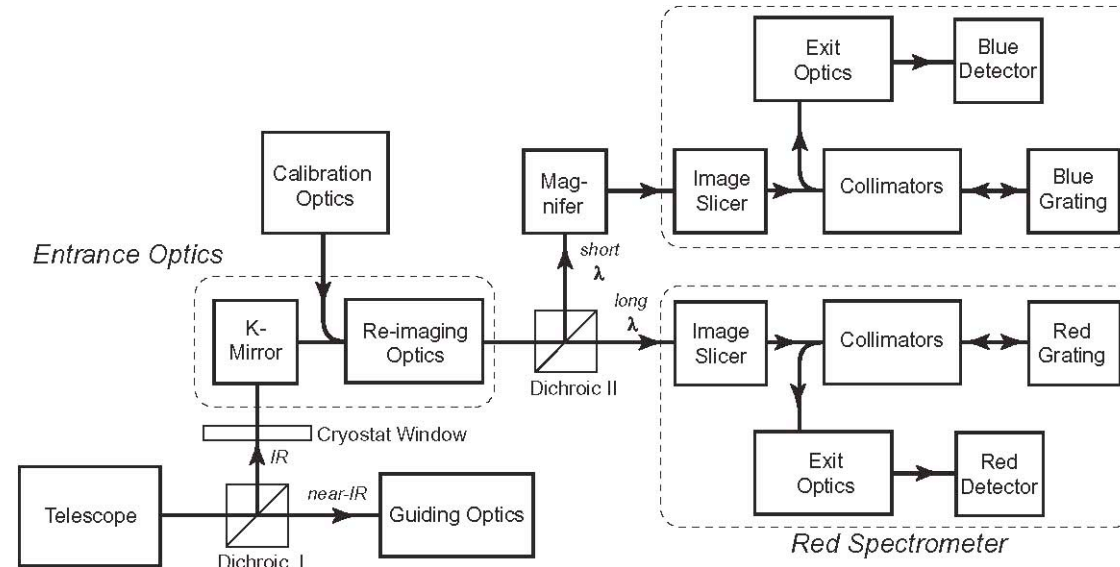 Exit
Optics
Blue
Detector
Calibration
Optics
Mag-
nifer
Image
Slicer
Collimators
Blue
Grating
Entrance Optics
short
λ
long
λ
K-
Mirror
Re-imaging
Optics
Dichroic II
Image
Slicer
Collimators
Red
Grating
Cryostat Window
IR
Telescope
near-IR
Guiding Optics
Dichroic I
Exit
Optics
Red
Detector
Red Spectrometer